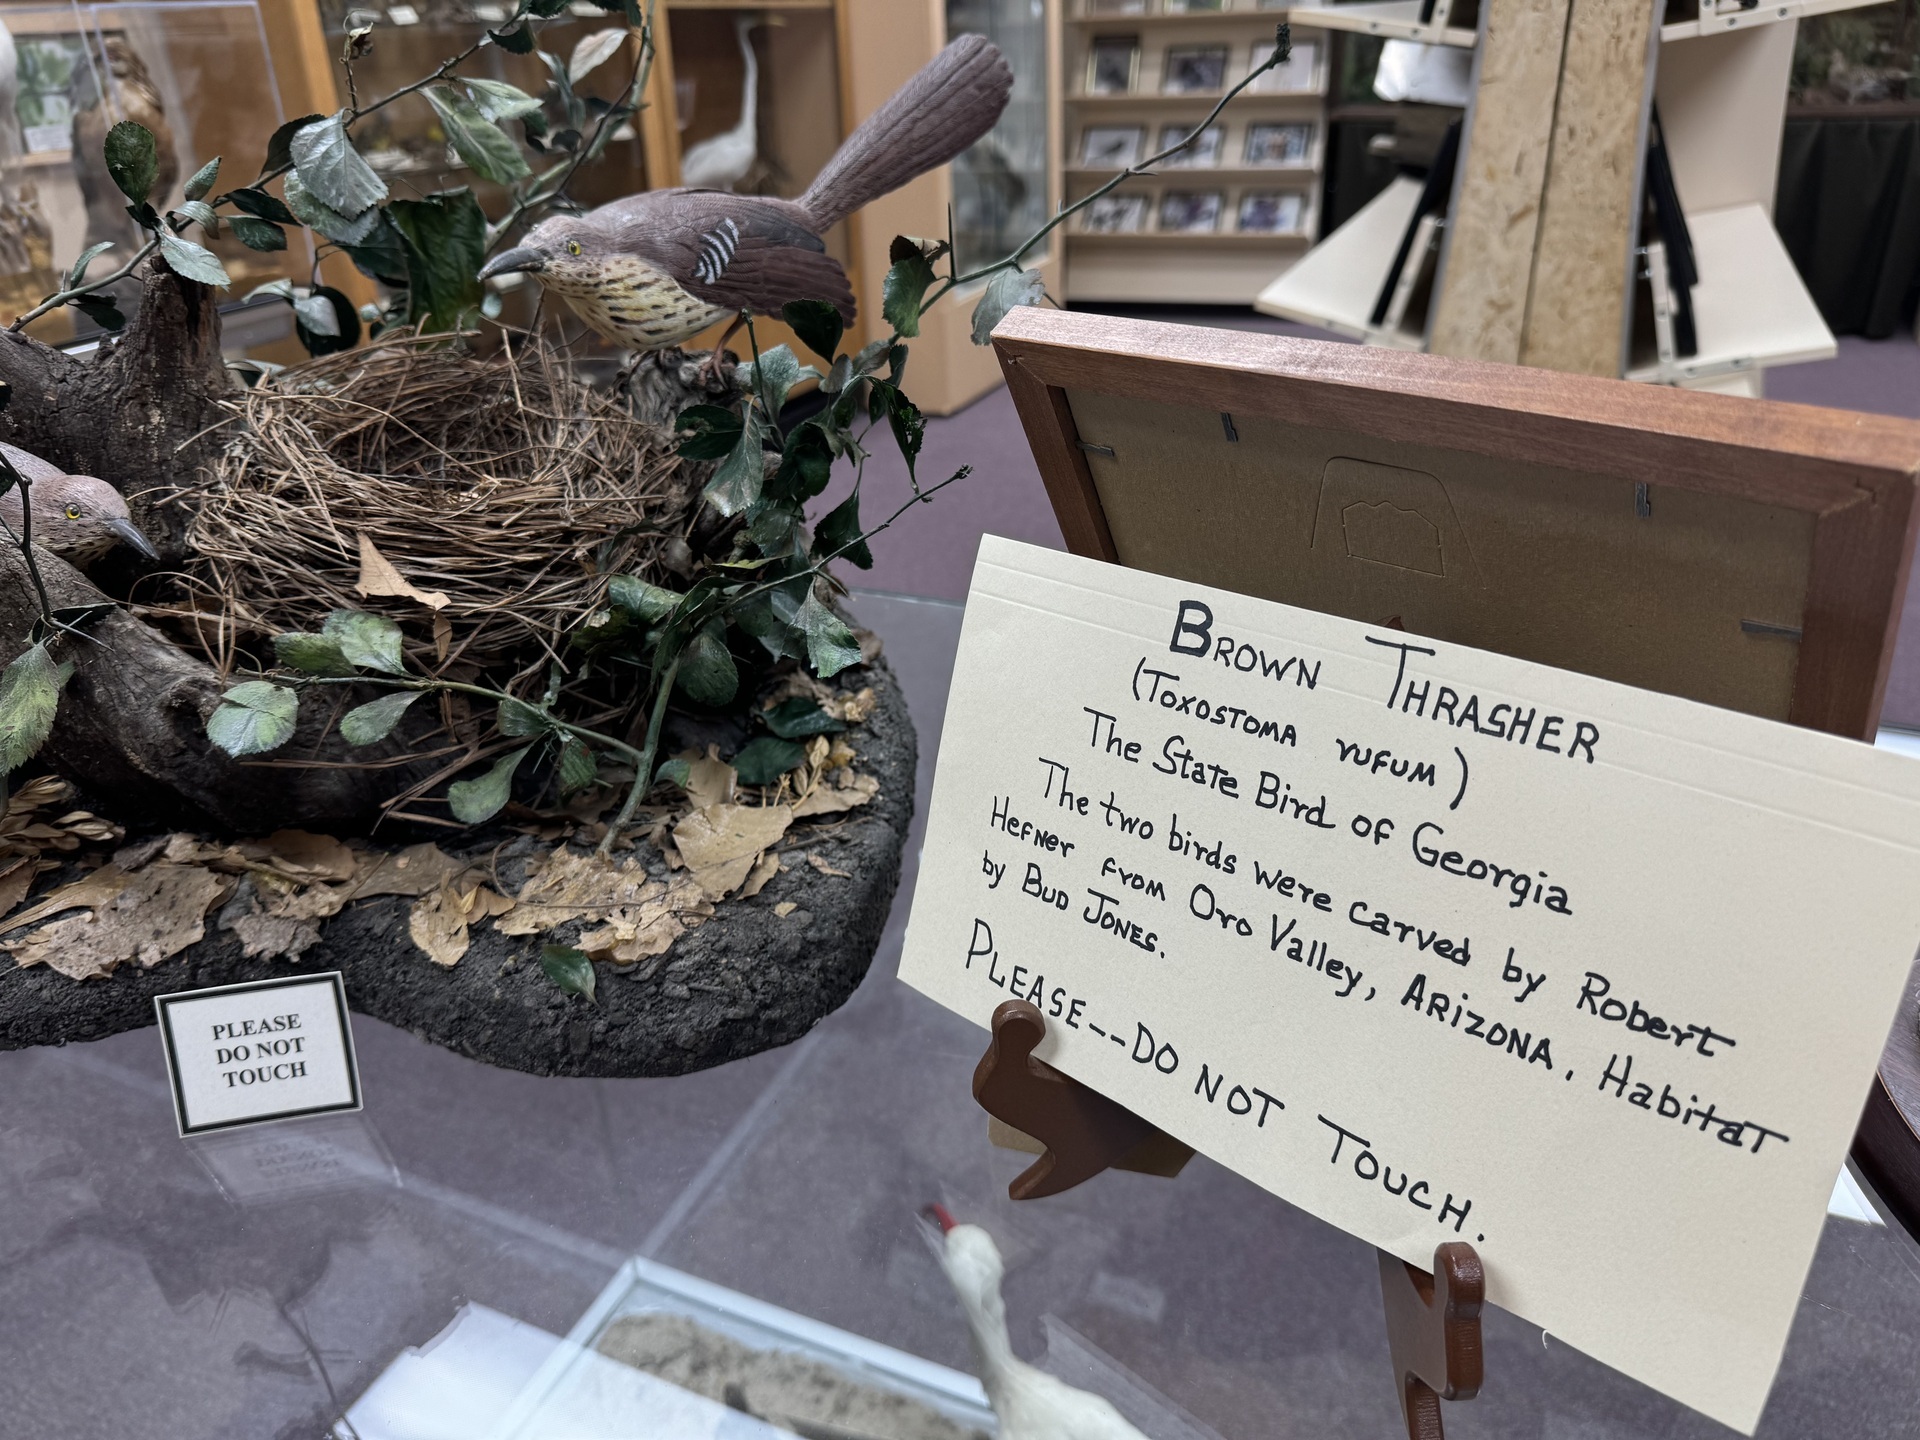 BROWN THRASHER
(TOXOSTOMA rUFUM)
The State Bird of Georgia
The two birds were carved by Robert
Hefner from Oro Valley, ARIZONA. Habitat
by Bud Jones.
PLEASE--DO NOT TOUCH.
PLEASE
DO NOT
TOUCH